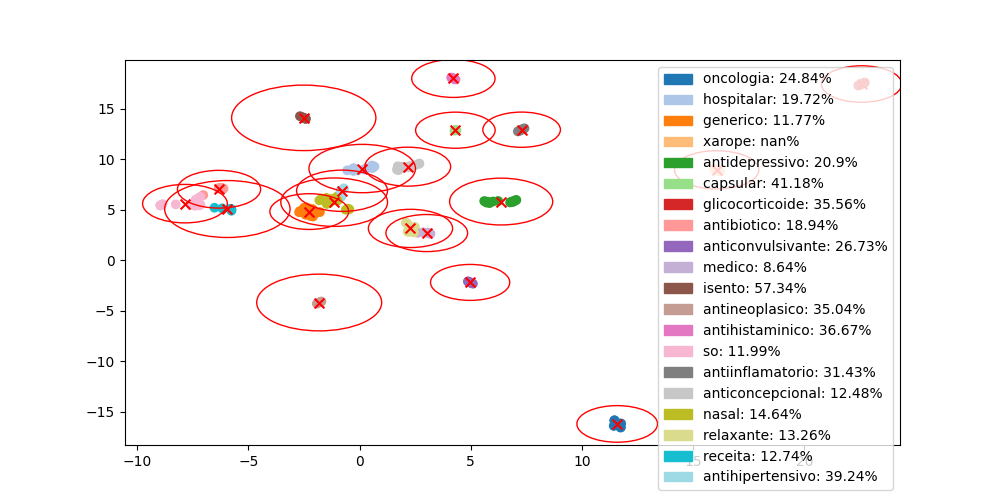 15
10
5
0
−5
−10
−15
−10
−5
0
5
10
15
20
oncologia: 24.84%
hospitalar: 19.72%
generico: 11.77%
xarope: nan%
antidepressivo: 20.9%
capsular: 41.18%
glicorticoide: 35.56%
antibiotico: 18.94%
anticonvulsivante: 26.73%
medico: 8.64%
isento: 57.34%
antineoplasico: 35.04%
antihistaminico: 36.67%
so: 11.99%
antiinflamatorio: 31.43%
anticoncepcional: 12.48%
nasal: 14.64%
relaxante: 13.26%
receita: 12.74%
antihipertensivo: 39.24%